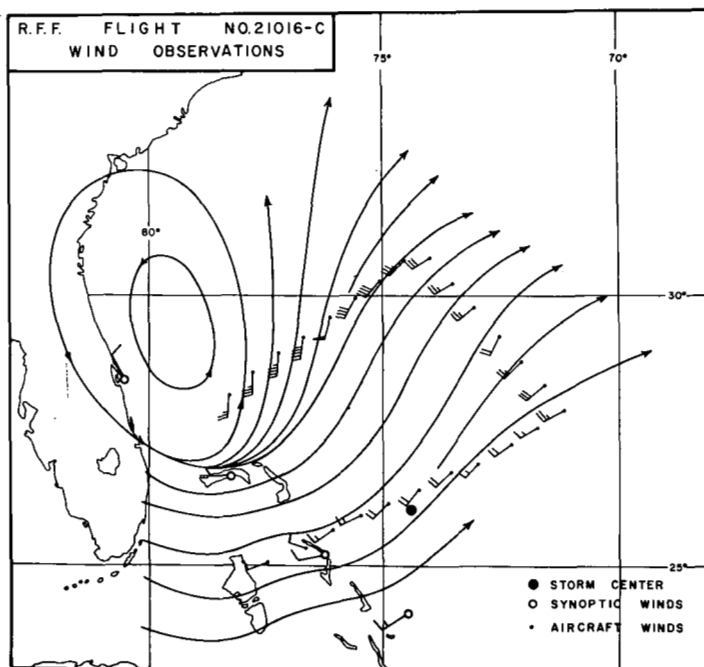 R.F.F. FLIGHT NO.21016-C
WIND OBSERVATIONS
75°
70°
80°
30°
25°
STORM CENTER
SYNOPTIC WINDS
AIRCRAFT WINDS